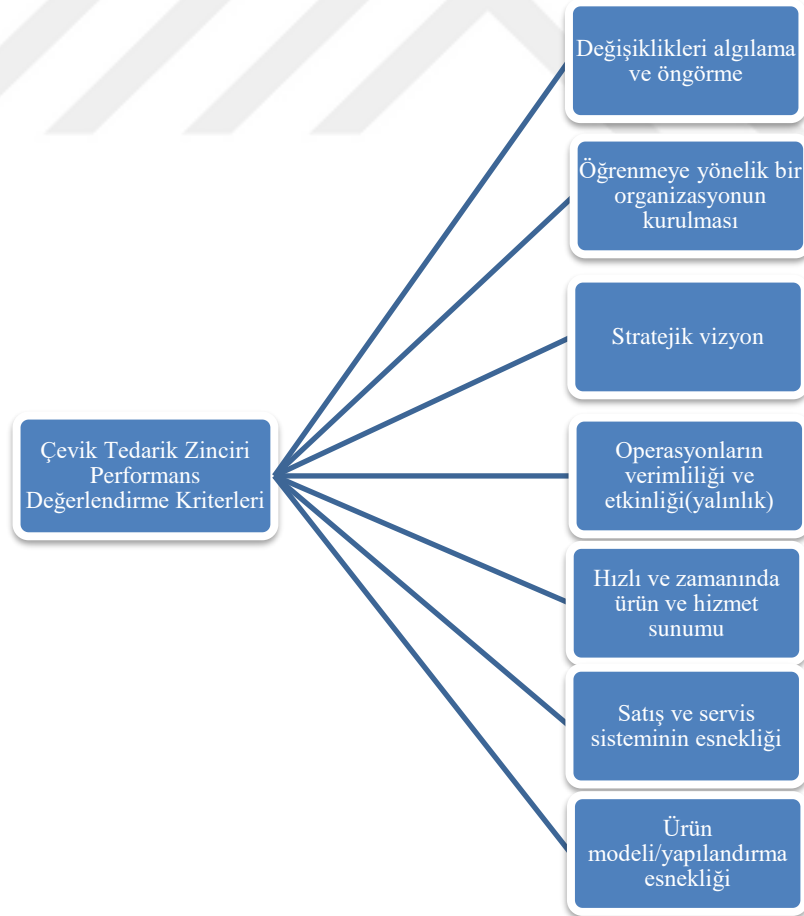 Değişiklikleri algılama
ve öngörme
Öğrenmeye yönelik bir
organizasyonun
kurulması
Stratejik vizyon
Çevik Tedarik Zinciri
Performans
Değerlendirme Kriterleri
Operasyonların
verimliliği ve
etkinliği(yalınlık)
Hızlı ve zamanında
ürün ve hizmet
sunumu
Satış ve servis
sisteminin esnekliği
Ürün
modeli/yapılandırma
esnekliği